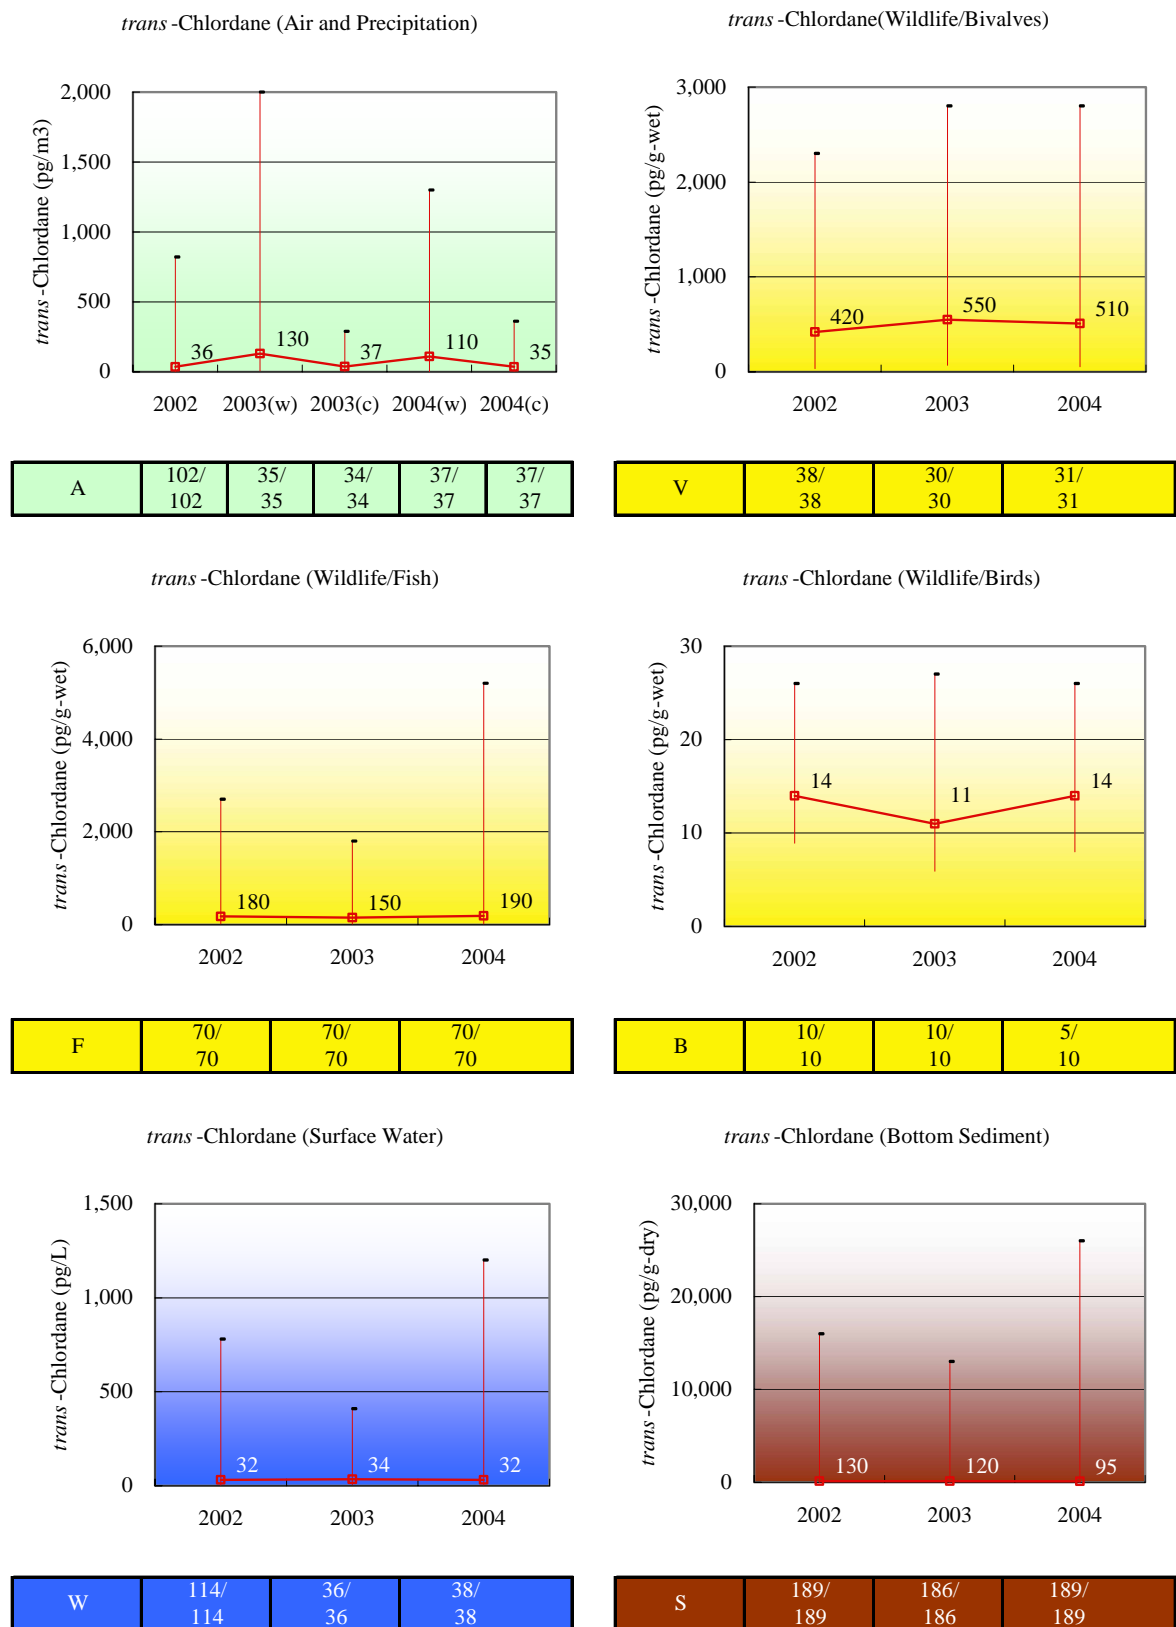 trans-Chlordane (Air and Precipitation)
trans-Chlordane (pg/m3)
2,000
1,500
1,000
500
0
36
130
37
110
35
2002 2003(w) 2003(c) 2004(w) 2004(c)
A 102/ 35/ 34/ 37/ 37/
102 35 34 37 37
trans-Chlordane(Wildlife/Bivalves)
trans-Chlordane (pg/g-wet)
3,000
2,000
1,000
0
420
550
510
2002 2003 2004
V 38/ 30/ 31/
38 30 31
trans-Chlordane (Wildlife/Fish)
trans-Chlordane (pg/g-wet)
6,000
4,000
2,000
0
180
150
190
2002 2003 2004
F 70/ 70/ 70/
70 70 70
trans-Chlordane (Wildlife/Birds)
trans-Chlordane (pg/g-wet)
30
20
10
0
14
11
14
2002 2003 2004
B 10/ 10/ 5/
10 10 10
trans-Chlordane (Surface Water)
trans-Chlordane (pg/L)
1,500
1,000
500
0
32
34
32
2002 2003 2004
W 114/ 36/ 38/
114 36 38
trans-Chlordane (Bottom Sediment)
trans-Chlordane (pg/g-dry)
30,000
20,000
10,000
0
130
120
95
2002 2003 2004
S 189/ 186/ 189/
189 186 189